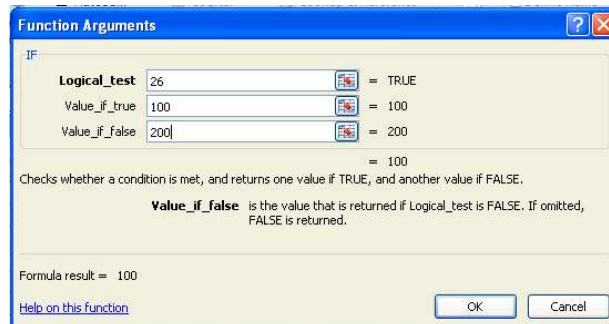 Function Arguments
IF
Logical_test 26 = TRUE
Value_if_true 100 = 100
Value_if_false 200 = 200
= 100
Checks whether a condition is met, and returns one value if TRUE, and another value if FALSE.
Value_if_false is the value that is returned if Logical_test is FALSE. If omitted,
FALSE is returned.
Formula result = 100
Help on this function
OK Cancel